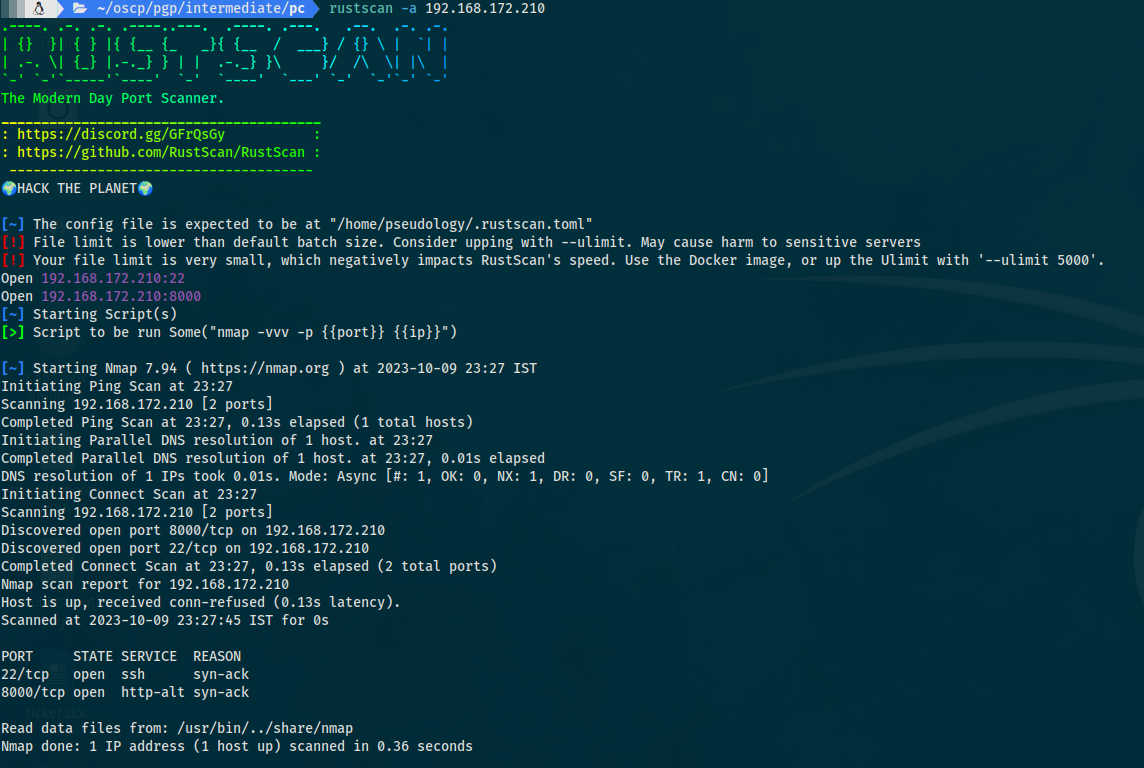 ~/oscp/pgp/intermediate/pc rustscan -a 192.168.172.210
.----. .-. .-. .----..---.  .----. .---.   .--.  .-. .-.
| {}  }| { } |{ {__ {_   _}{ {__  /  ___} / {} \ |  `| |
| .-. \| {_} |.-._} } | |  .-._} }\     }/  /\  \| |\  |
`-' `-'`-----'`----'  `-'  `----'  `---' `-'  `-'`-' `-'
The Modern Day Port Scanner.
________________________________________
: https://discord.gg/GFrQsGy           :
: https://github.com/RustScan/RustScan :
 --------------------------------------
🌍HACK THE PLANET🌍
[~] The config file is expected to be at "/home/pseudology/.rustscan.toml"
[!] File limit is lower than default batch size. Consider upping with --ulimit. May cause harm to sensitive servers
[!] Your file limit is very small, which negatively impacts RustScan's speed. Use the Docker image, or up the Ulimit with '--ulimit 5000'.
Open 192.168.172.210:22
Open 192.168.172.210:8000
[~] Starting Script(s)
[>] Script to be run Some("nmap -vvv -p {{port}} {{ip}}")
[~] Starting Nmap 7.94 ( https://nmap.org ) at 2023-10-09 23:27 IST
Initiating Ping Scan at 23:27
Scanning 192.168.172.210 [2 ports]
Completed Ping Scan at 23:27, 0.13s elapsed (1 total hosts)
Initiating Parallel DNS resolution of 1 host. at 23:27
Completed Parallel DNS resolution of 1 host. at 23:27, 0.01s elapsed
DNS resolution of 1 IPs took 0.01s. Mode: Async [#: 1, OK: 0, NX: 1, DR: 0, SF: 0, TR: 1, CN: 0]
Initiating Connect Scan at 23:27
Scanning 192.168.172.210 [2 ports]
Discovered open port 8000/tcp on 192.168.172.210
Discovered open port 22/tcp on 192.168.172.210
Completed Connect Scan at 23:27, 0.13s elapsed (2 total ports)
Nmap scan report for 192.168.172.210
Host is up, received conn-refused (0.13s latency).
Scanned at 2023-10-09 23:27:45 IST for 0s
PORT     STATE SERVICE  REASON
22/tcp   open  ssh      syn-ack
8000/tcp open  http-alt syn-ack
ticket.doc
Read data files from: /usr/bin/../share/nmap
Nmap done: 1 IP address (1 host up) scanned in 0.36 seconds